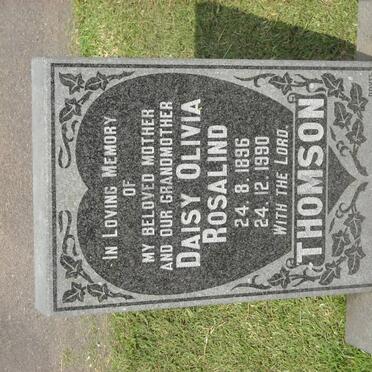 In Loving Memory
of
my beloved mother
and our grandmother
Daisy Olivia
Rosalind
24.8.1896
24.12.1990
With the Lord.
THOMSON